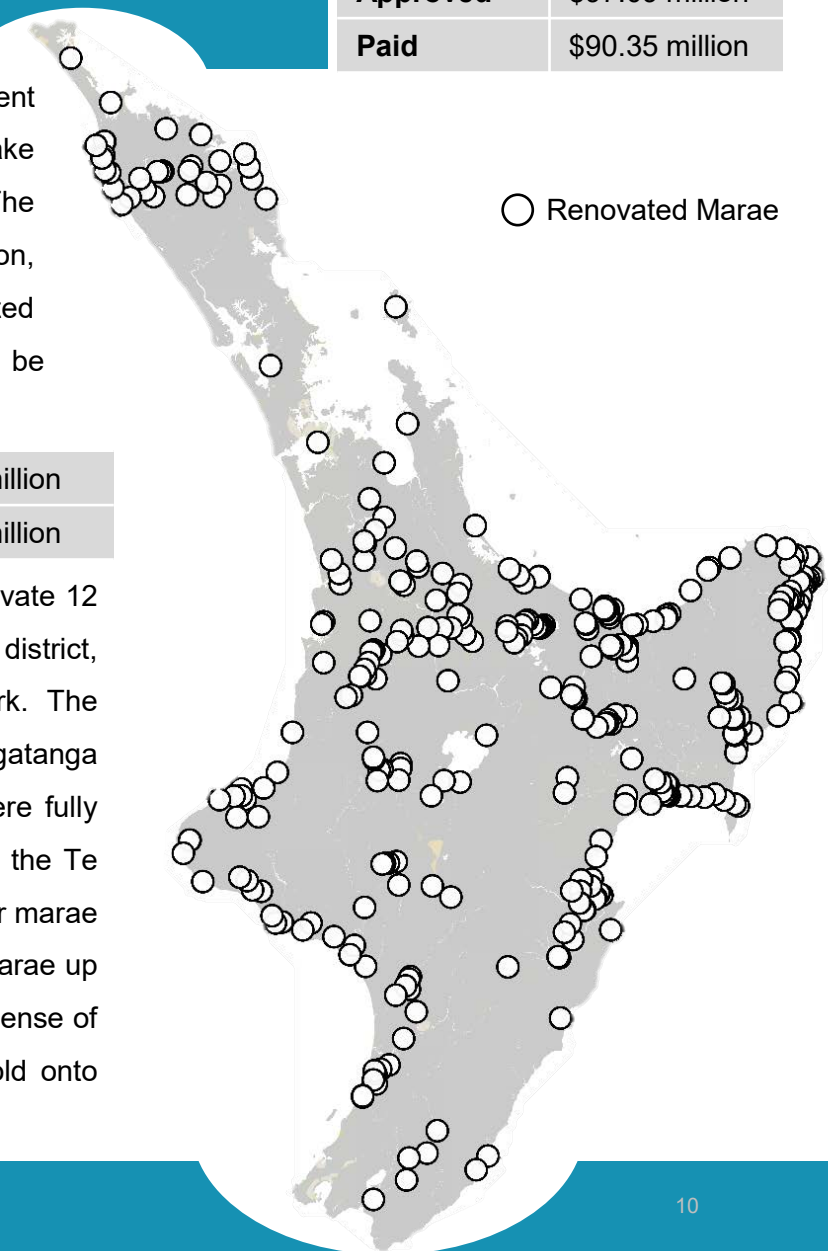 Paid $90.35 million
ent
ake
The
on,
ted
be
Renovated Marae
illion
illion
vate 12
district,
rk. The
gatanga
ere fully
the Te
r marae
arae up
ense of
old onto
10